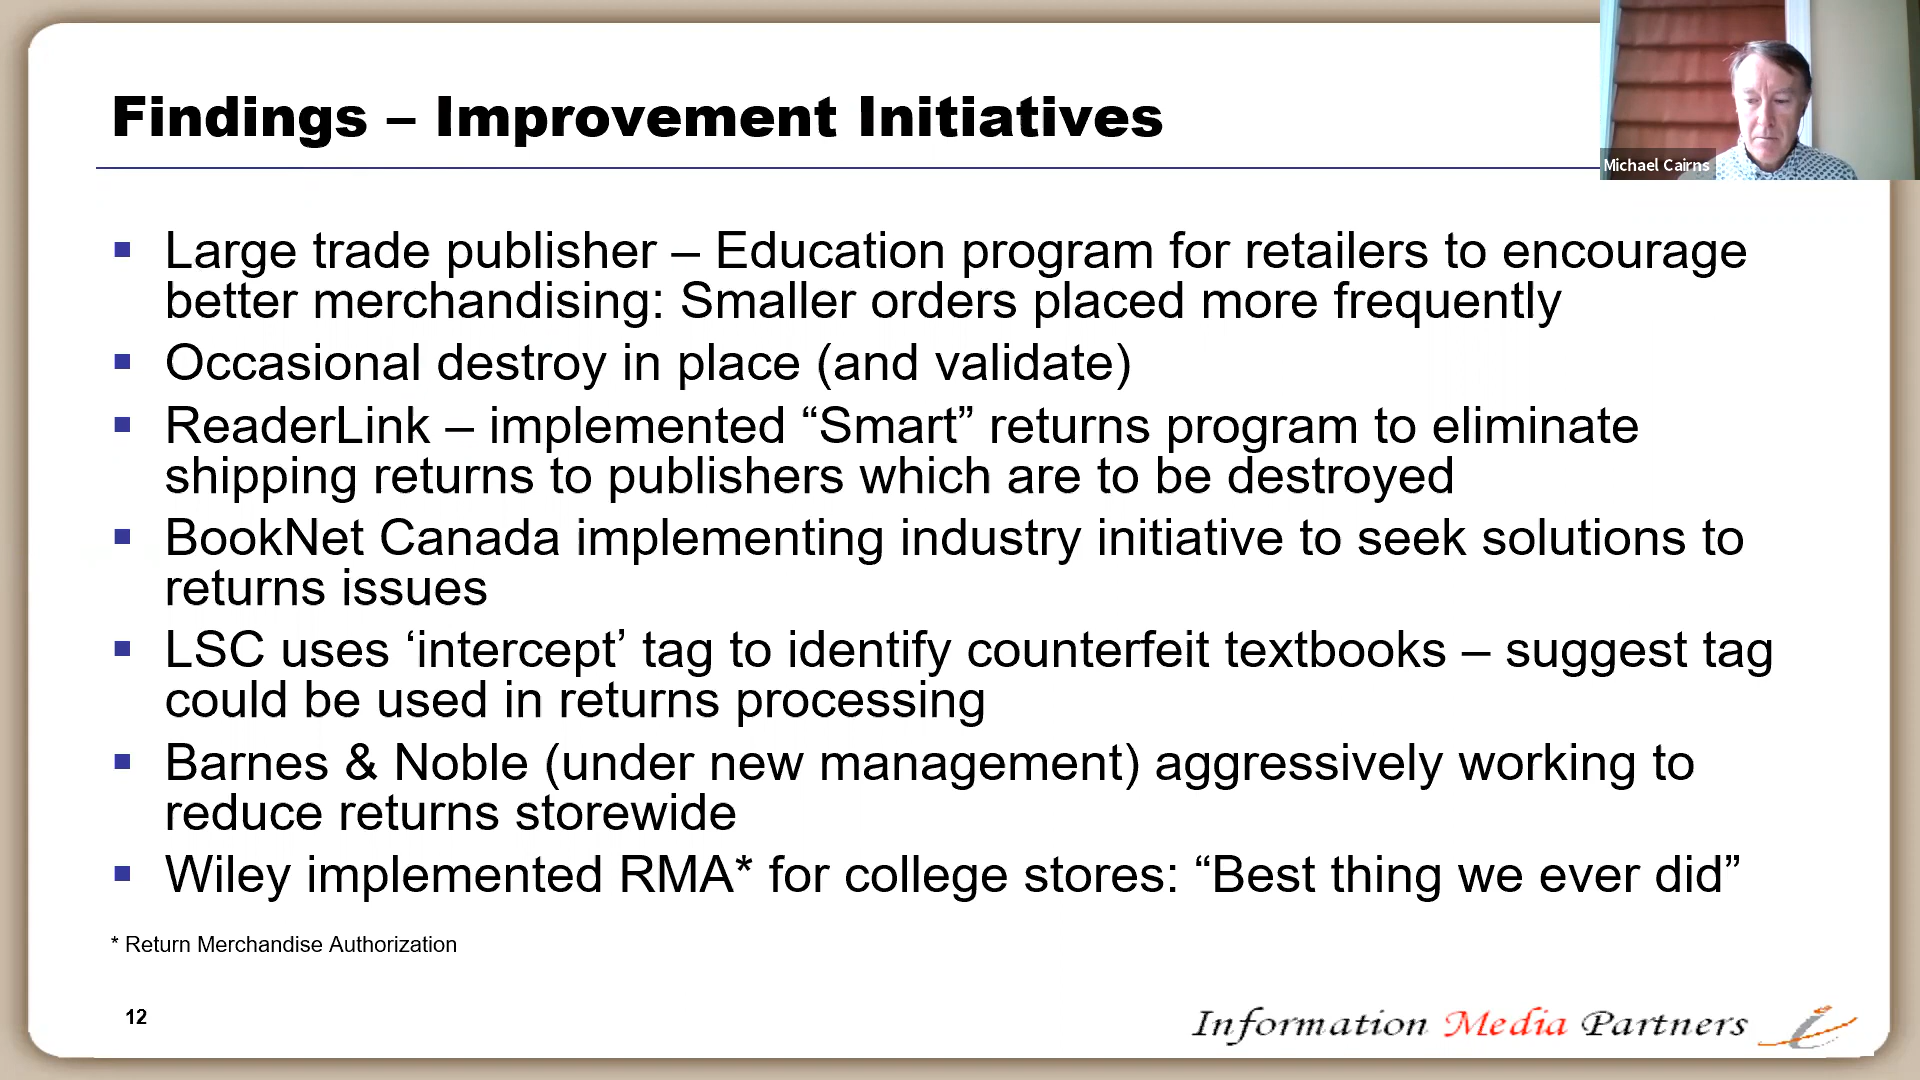 Findings – Improvement Initiatives
Michael Cairns
▪ Large trade publisher – Education program for retailers to encourage
better merchandising: Smaller orders placed more frequently
▪ Occasional destroy in place (and validate)
▪ ReaderLink – implemented “Smart” returns program to eliminate
shipping returns to publishers which are to be destroyed
▪ BookNet Canada implementing industry initiative to seek solutions to
returns issues
▪ LSC uses ‘intercept’ tag to identify counterfeit textbooks – suggest tag
could be used in returns processing
▪ Barnes & Noble (under new management) aggressively working to
reduce returns storewide
▪ Wiley implemented RMA* for college stores: “Best thing we ever did”
* Return Merchandise Authorization
12
Information Media Partners